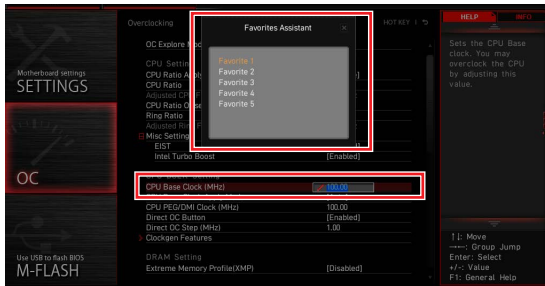 Overclocking
HOT KEY
HELP
INFO
Favorites Assistant
×
Favorite 1
Favorite 2
Favorite 3
Favorite 4
Favorite 5
Motherboard settings
SETTINGS
OC
Use USB to flash BIOS
M-FLASH
OC Explore
CPU Setting
CPU Ratio
CPU Ratio
Adjusted CPU
CPU Ratio
Ring Ratio
Adjusted Ring
Misc Setting
EIST
Intel Turbo Boost [Enabled]
CPU Base Clock (MHz) 100.00
CPU PEG/DMI Clock (MHz) 100.00
Direct OC Button [Enabled]
Direct OC Step (MHz) 1.00
Clockgen Features
DRAM Setting
Extreme Memory Profile(XMP) [Disabled]
Sets the CPU Base
clock. You may
overclock the CPU
by adjusting this
value.
↑↓: Move
→←: Group Jump
Enter: Select
+/-: Value
F1: General Help